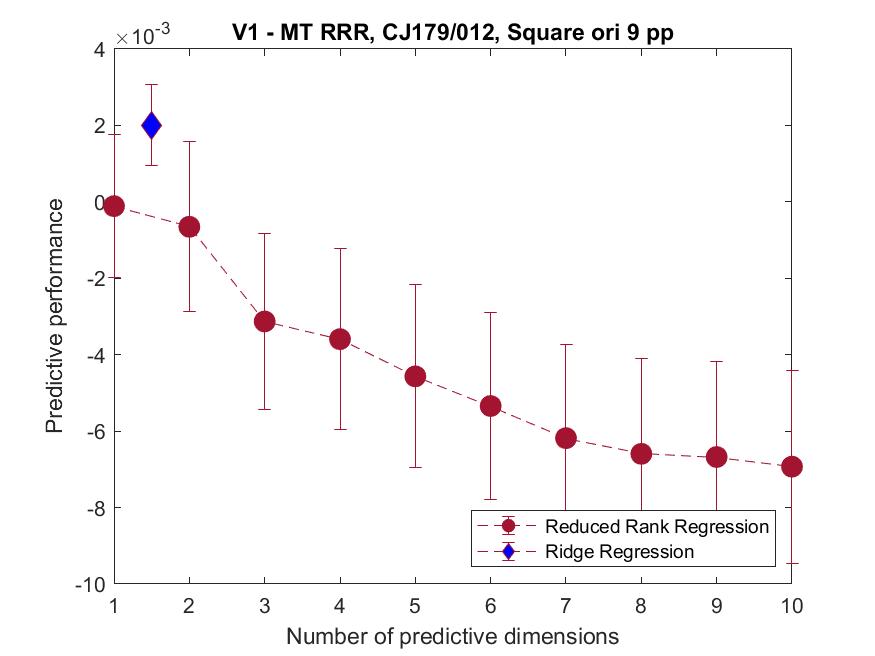 V1 - MT RRR, CJ179/012, Square ori 9 pp
×10⁻³
4
2
0
-2
-4
-6
-8
-10
Predictive performance
Reduced Rank Regression
Ridge Regression
1 2 3 4 5 6 7 8 9 10
Number of predictive dimensions